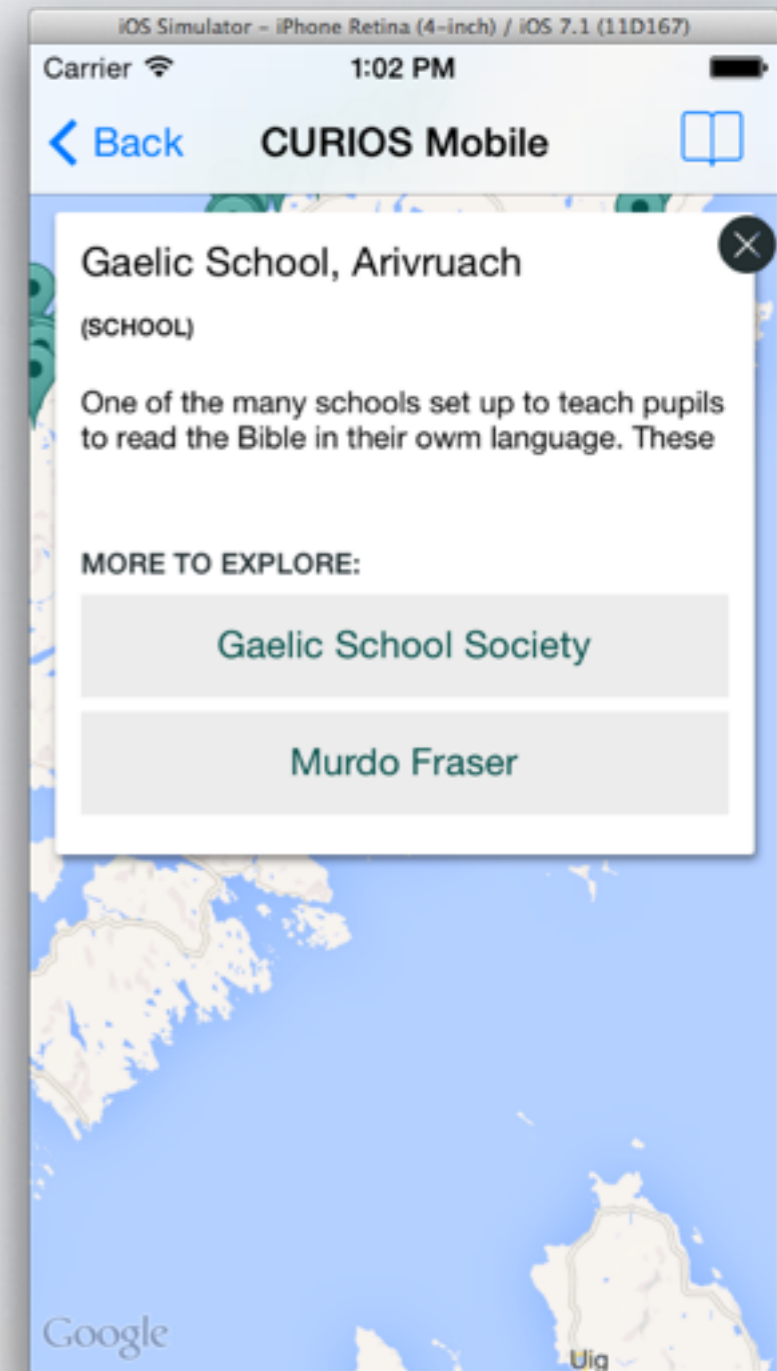 iOS Simulator – iPhone Retina (4-inch) / iOS 7.1 (11D167)
Carrier 1:02 PM
Back CURIOS Mobile
Gaelic School, Arivruach
(SCHOOL)
One of the many schools set up to teach pupils
to read the Bible in their owm language. These
MORE TO EXPLORE:
Gaelic School Society
Murdo Fraser
Google
Uig